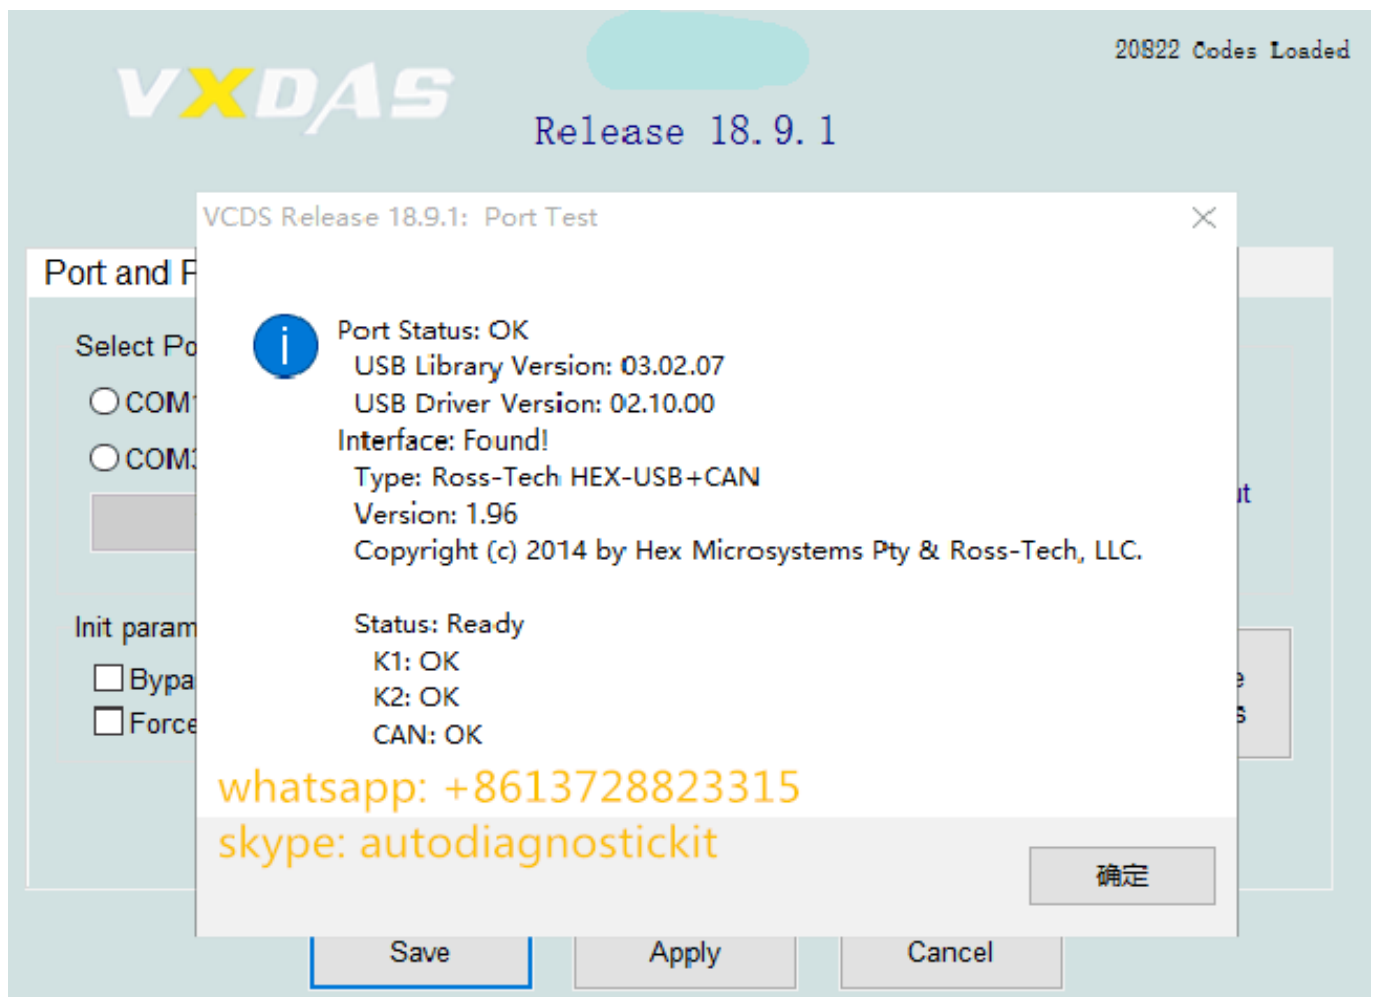 VXDAS
20822 Codes Loaded
Release 18.9.1
VCDS Release 18.9.1: Port Test
Port and
Select Po
COM1
COM3
Init param
Bypa
Force
Port Status: OK
USB Library Version: 03.02.07
USB Driver Version: 02.10.00
Interface: Found!
Type: Ross-Tech HEX-USB+CAN
Version: 1.96
Copyright (c) 2014 by Hex Microsystems Pty & Ross-Tech, LLC.
Status: Ready
K1: OK
K2: OK
CAN: OK
whatsapp: +8613728823315
skype: autodiagnostickit
确定
Save
Apply
Cancel